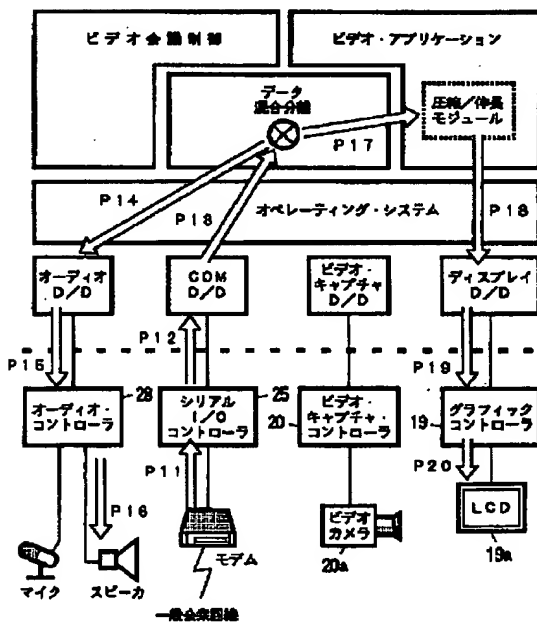 ビデオ会議制御
ビデオ・アプリケーション
データ
混合分離
圧縮/伸長
モジュール
P17
P14
P13
オペレーティング・システム
P18
オーディオ
D/D
COM
D/D
ビデオ・
キャプチャ
D/D
ディスプレイ
D/D
P15
P12
P19
28
25
20
19
オーディオ・
コントローラ
シリアル
I/O
コントローラ
ビデオ・
キャプチャ・
コントローラ
グラフィック
コントローラ
P16
P11
P20
LCD
19a
ビデオ
カメラ
20a
モデム
マイク
スピーカ
一般公衆回線